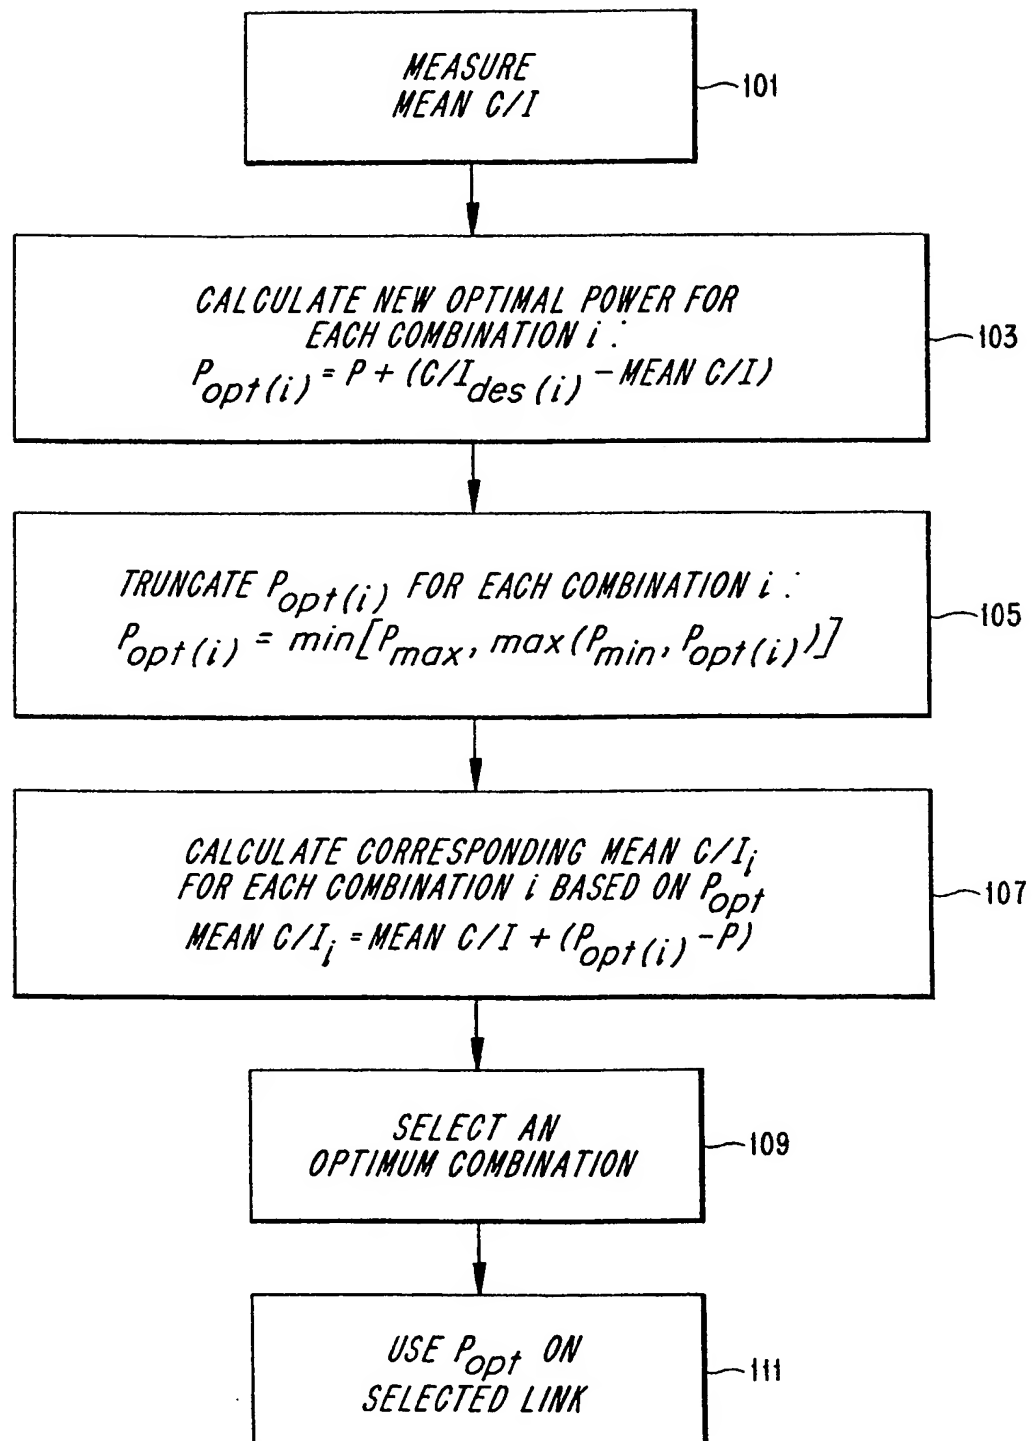 MEASURE
MEAN C/I
101
CALCULATE NEW OPTIMAL POWER FOR
EACH COMBINATION i :
P_opt(i) = P + (C/I_des(i) - MEAN C/I)
103
TRUNCATE P_opt(i) FOR EACH COMBINATION i :
P_opt(i) = min[P_max, max(P_min, P_opt(i))]
105
CALCULATE CORRESPONDING MEAN C/I_i
FOR EACH COMBINATION i BASED ON P_opt
MEAN C/I_i = MEAN C/I + (P_opt(i) - P)
107
SELECT AN
OPTIMUM COMBINATION
109
USE P_opt ON
SELECTED LINK
111